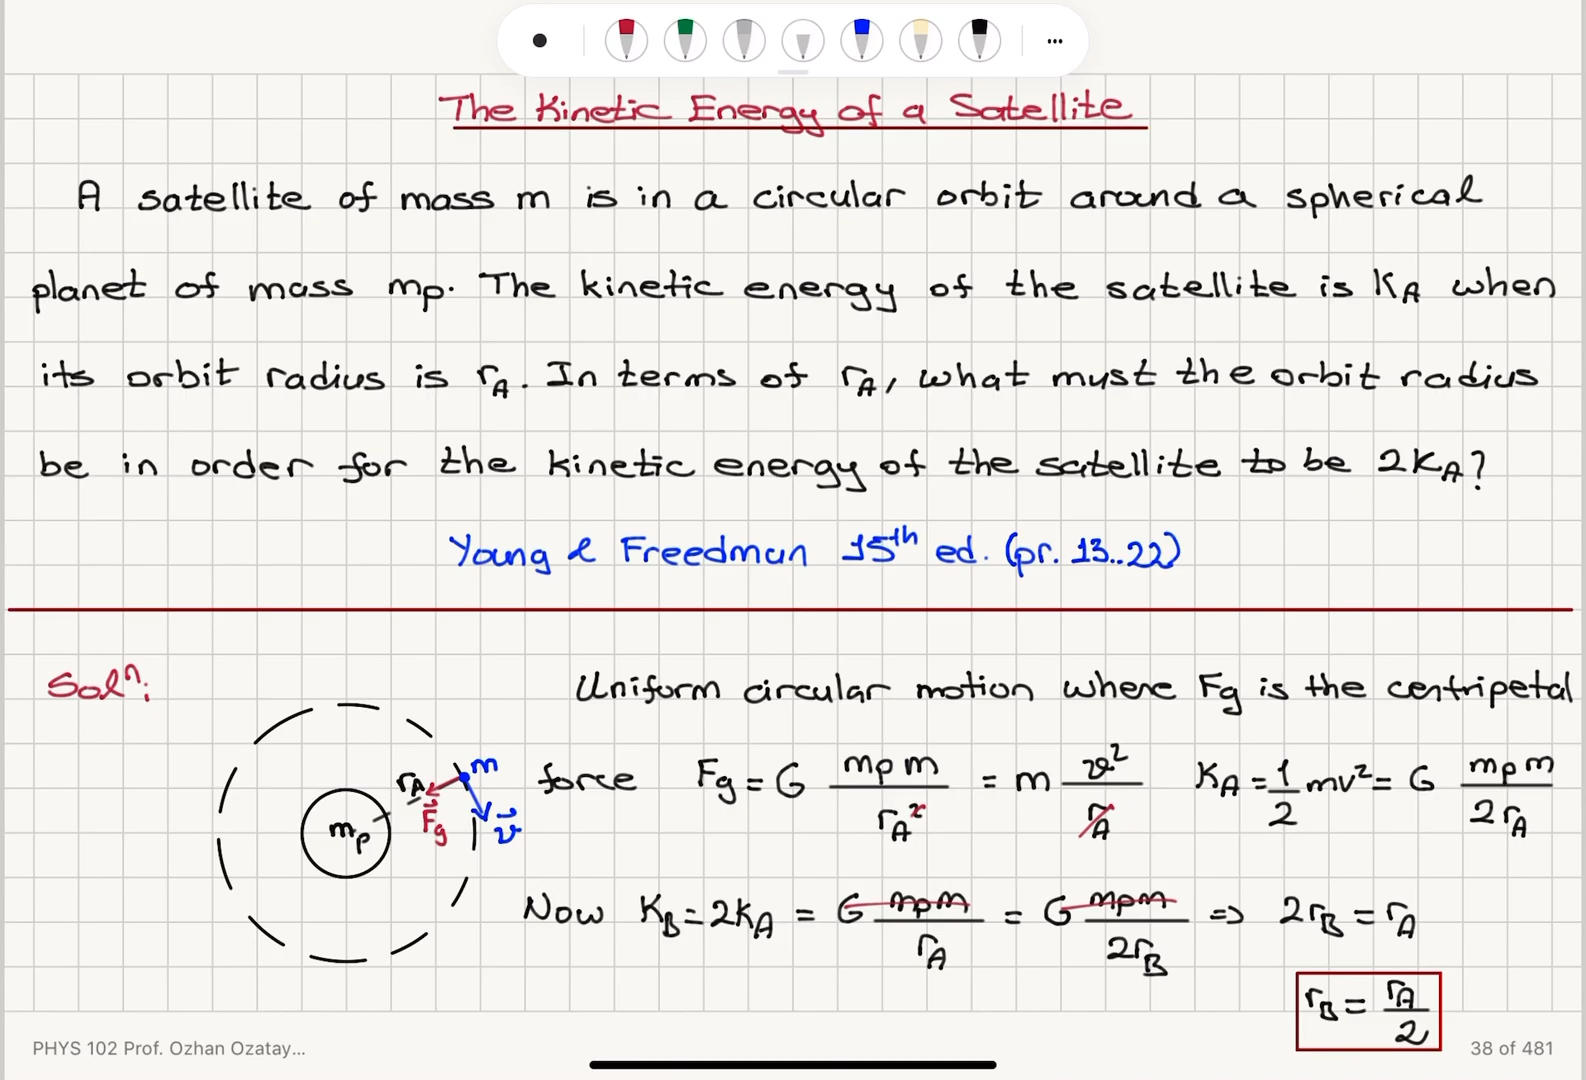 The Kinetic Energy of a Satellite
A satellite of mass m is in a circular orbit around a spherical
planet of mass mp. The kinetic energy of the satellite is KA when
its orbit radius is rA. In terms of rA, what must the orbit radius
be in order for the kinetic energy of the satellite to be 2KA?
Young & Freedman 15th ed. (pr. 13..22)
Soln:
Uniform circular motion where Fg is the centripetal
force Fg = G mpm/rA² = m v²/rA KA = 1/2 mv² = G mpm/2rA
mp rA m Fg v
Now KB = 2KA = G mpm/rA = G mpm/2rB => 2rB = rA
rB = rA/2
PHYS 102 Prof. Ozhan Ozatay...
38 of 481